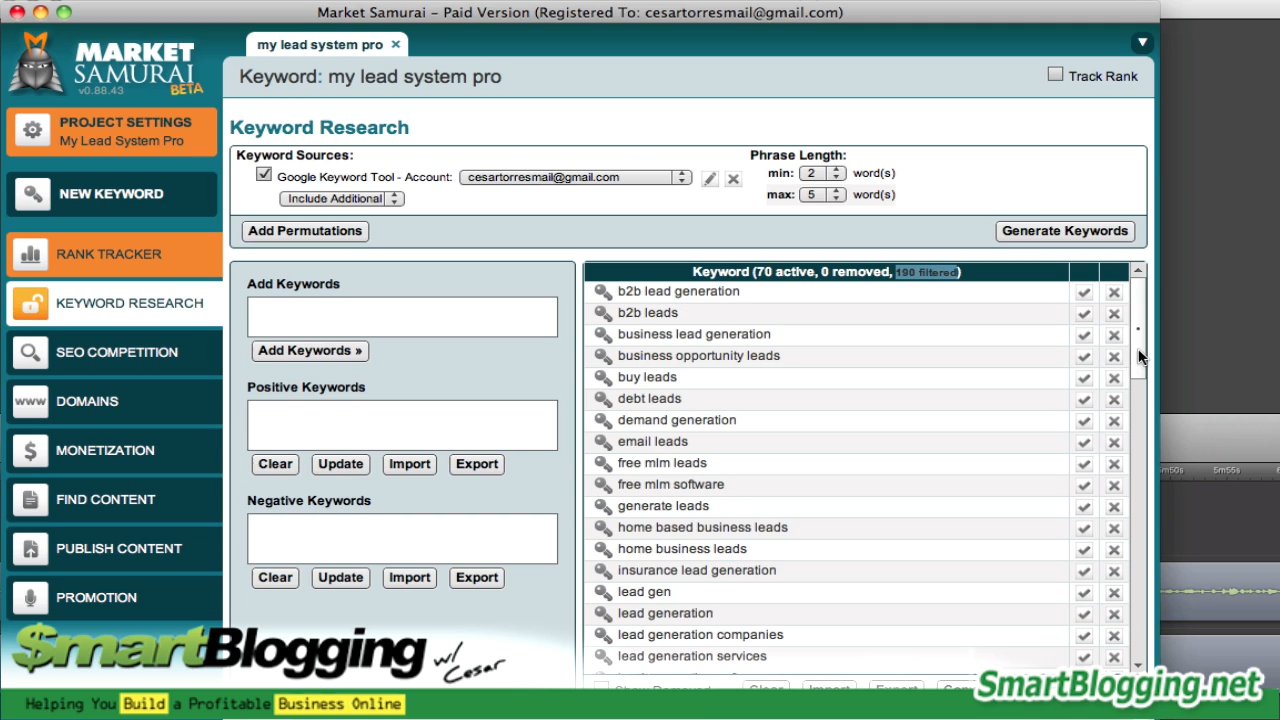 Market Samurai – Paid Version (Registered To: cesartorresmail@gmail.com)
MARKET
SAMURAI
v0.88.43 BETA
my lead system pro ×
Keyword: my lead system pro
Track Rank
PROJECT SETTINGS
My Lead System Pro
NEW KEYWORD
RANK TRACKER
KEYWORD RESEARCH
SEO COMPETITION
WWW DOMAINS
$ MONETIZATION
FIND CONTENT
PUBLISH CONTENT
PROMOTION
Keyword Research
Keyword Sources:
Google Keyword Tool - Account: cesartorresmail@gmail.com
Include Additional
Phrase Length:
min: 2 word(s)
max: 5 word(s)
Add Permutations
Generate Keywords
Add Keywords
Add Keywords »
Positive Keywords
Clear Update Import Export
Negative Keywords
Clear Update Import Export
Keyword (70 active, 0 removed, 190 filtered)
b2b lead generation
b2b leads
business lead generation
business opportunity leads
buy leads
debt leads
demand generation
email leads
free mlm leads
free mlm software
generate leads
home based business leads
home business leads
insurance lead generation
lead gen
lead generation
lead generation companies
lead generation services
Show Removed Clear Import Export
5m50s 5m55s
$martBlogging w/ Cesar
SmartBlogging.net
Helping You Build a Profitable Business Online